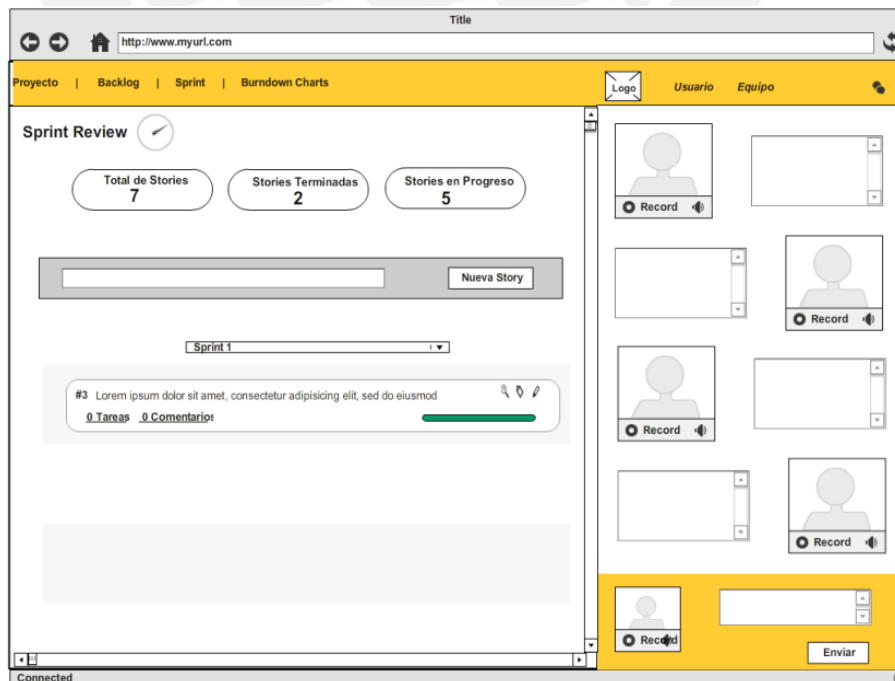 Title
http://www.myurl.com
Proyecto | Backlog | Sprint | Burndown Charts
Logo Usuario Equipo
Sprint Review
Total de Stories
7
Stories Terminadas
2
Stories en Progreso
5
Record
Nueva Story
Record
Sprint 1
#3 Lorem ipsum dolor sit amet, consectetur adipisicing elit, sed do eiusmod
0 Tareas 0 Comentarios
Record
Record
Record
Enviar
Connected